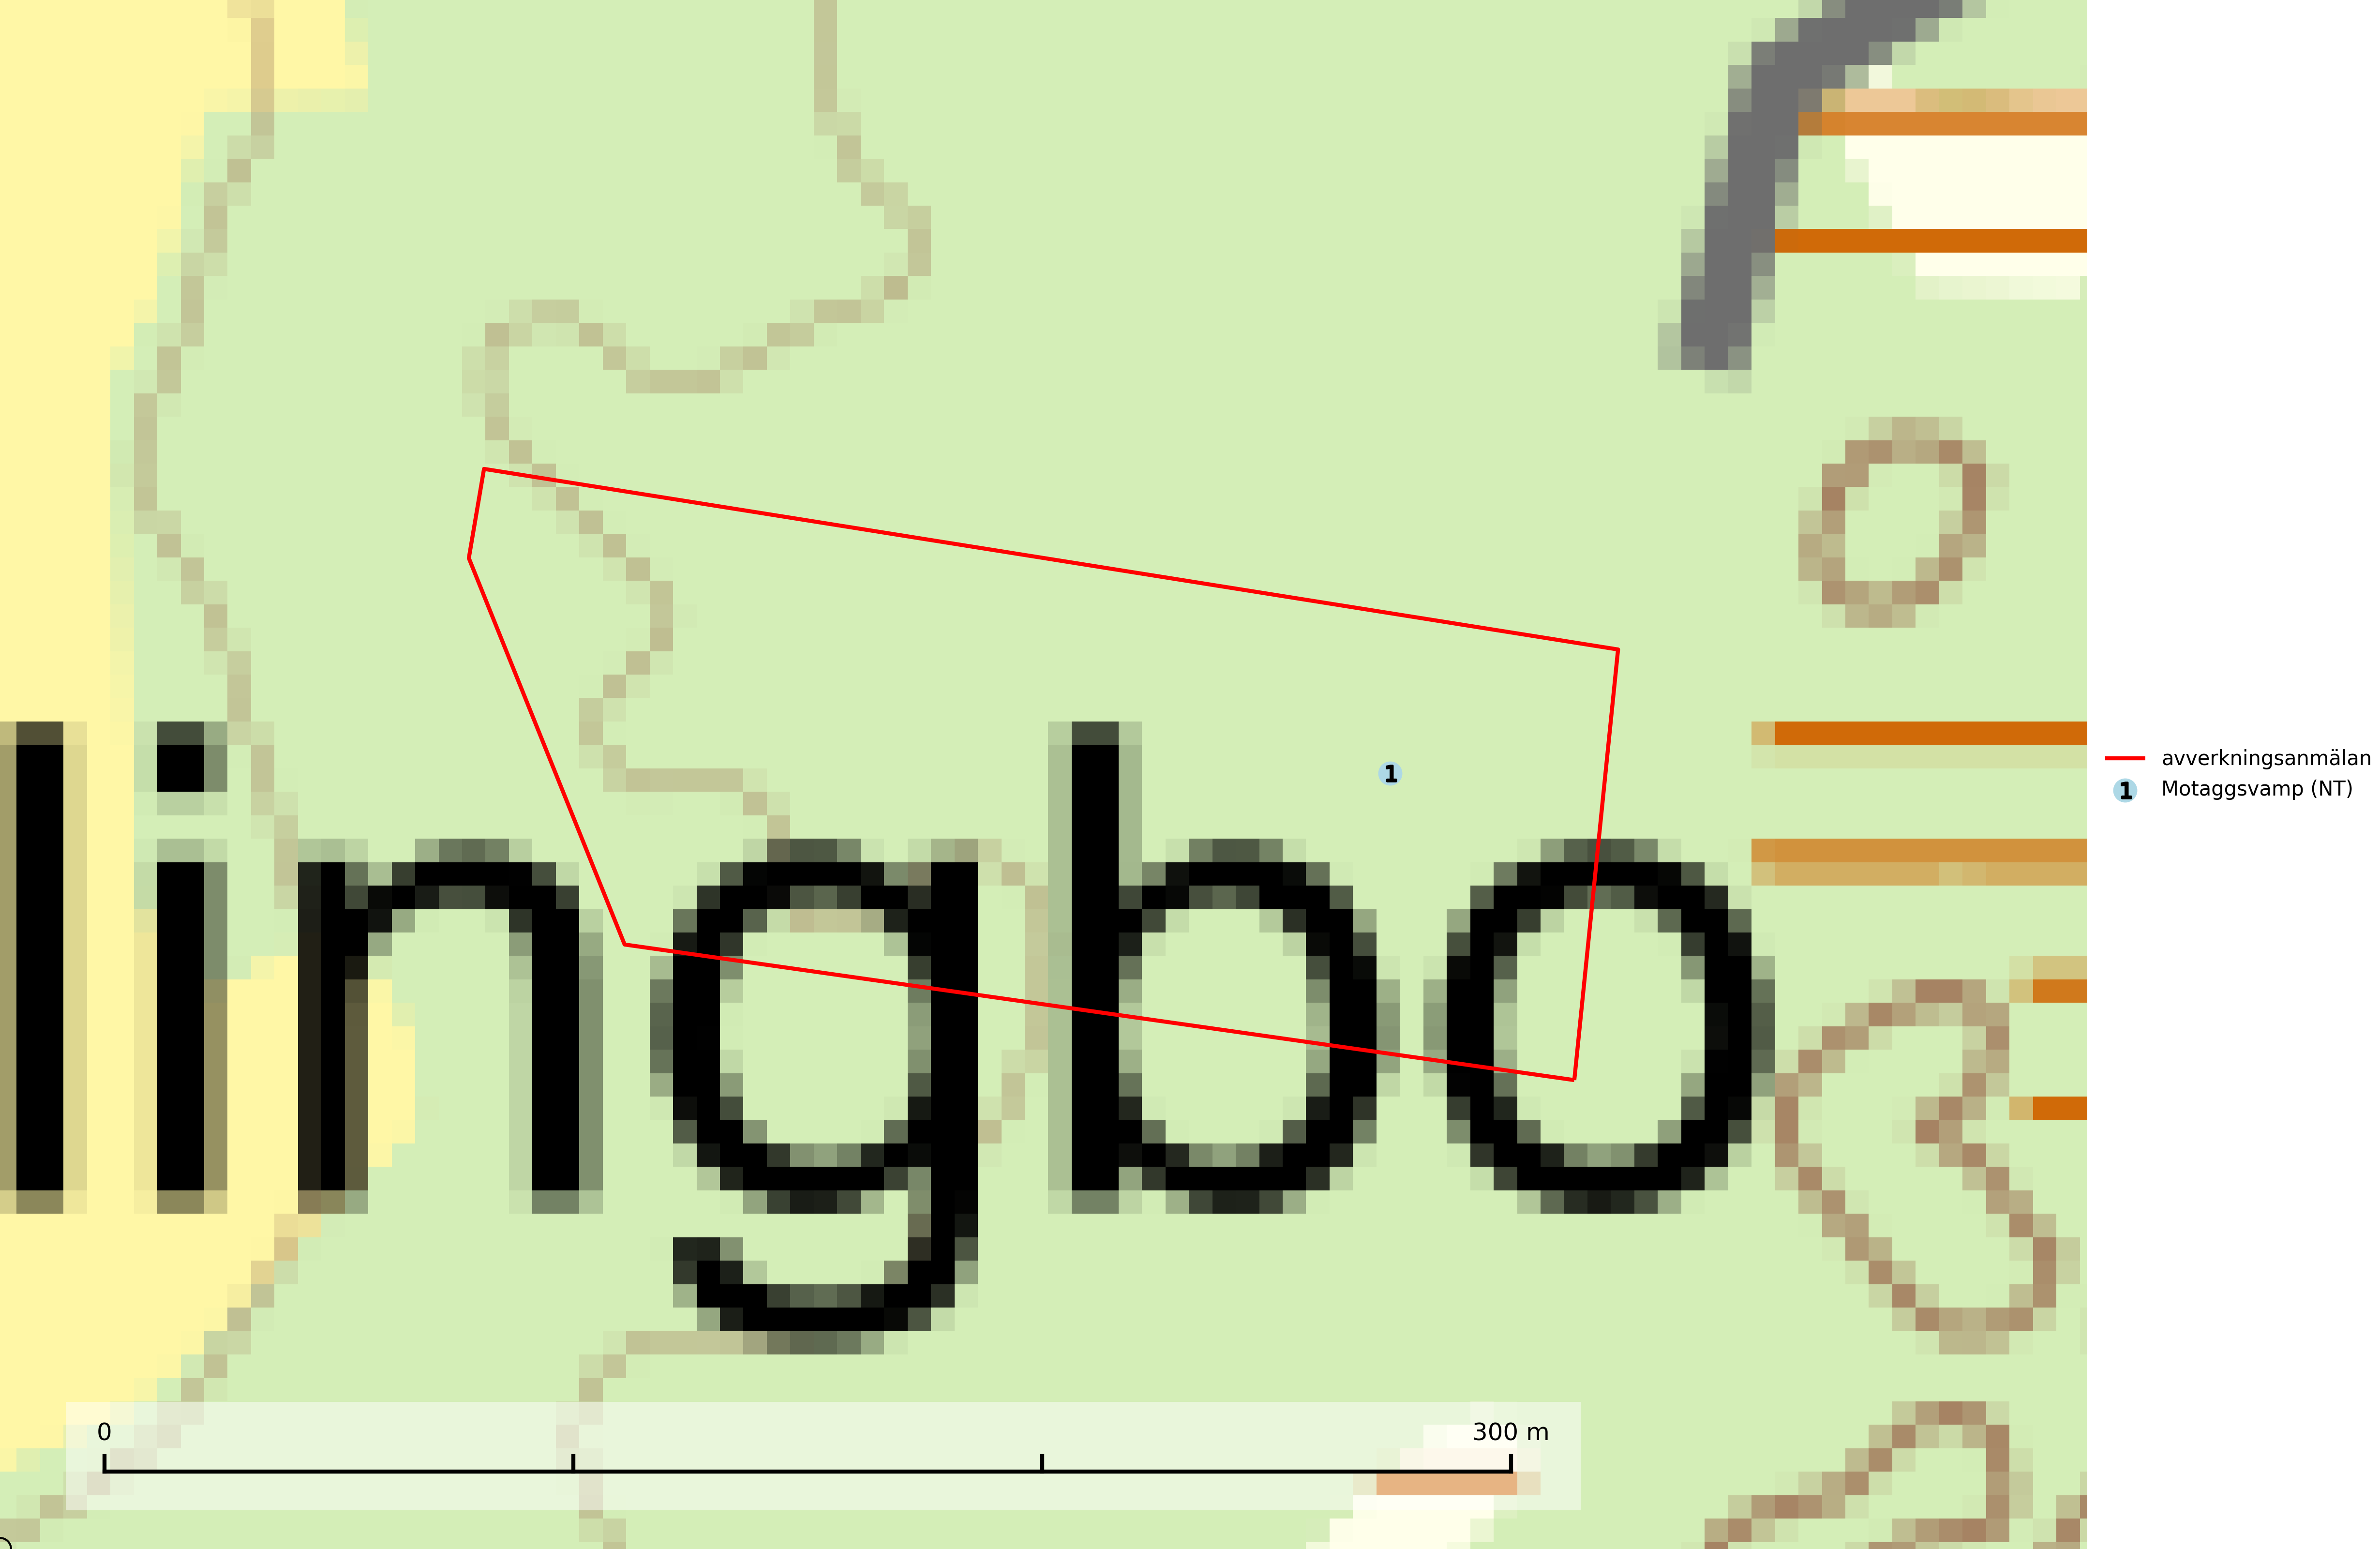 lingbo
avverkningsanmälan
1 Motaggsvamp (NT)
1
0 300 m